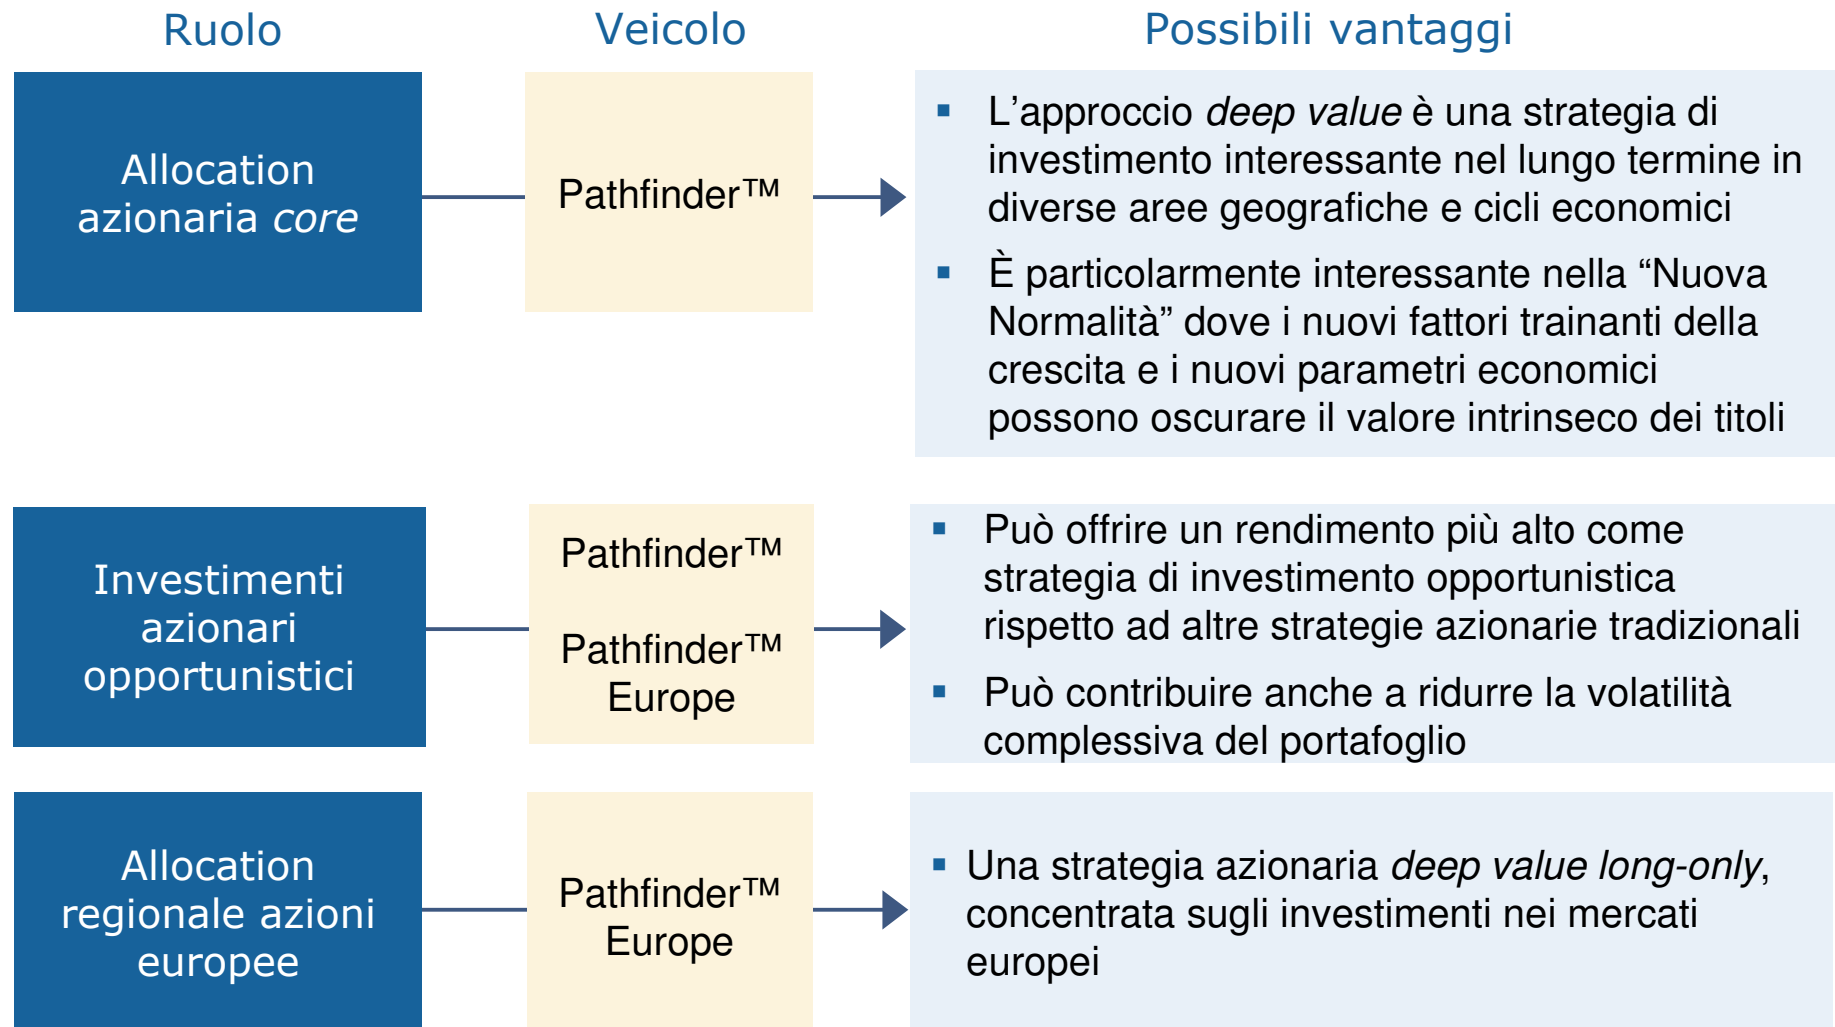 Ruolo
Veicolo
Possibili vantaggi
Allocation
azionaria core
Pathfinder™
▪ L’approccio deep value è una strategia di
investimento interessante nel lungo termine in
diverse aree geografiche e cicli economici
▪ È particolarmente interessante nella “Nuova
Normalità” dove i nuovi fattori trainanti della
crescita e i nuovi parametri economici
possono oscurare il valore intrinseco dei titoli
Investimenti
azionari
opportunistici
Pathfinder™
Pathfinder™
Europe
▪ Può offrire un rendimento più alto come
strategia di investimento opportunistica
rispetto ad altre strategie azionarie tradizionali
▪ Può contribuire anche a ridurre la volatilità
complessiva del portafoglio
Allocation
regionale azioni
europee
Pathfinder™
Europe
▪ Una strategia azionaria deep value long-only,
concentrata sugli investimenti nei mercati
europei